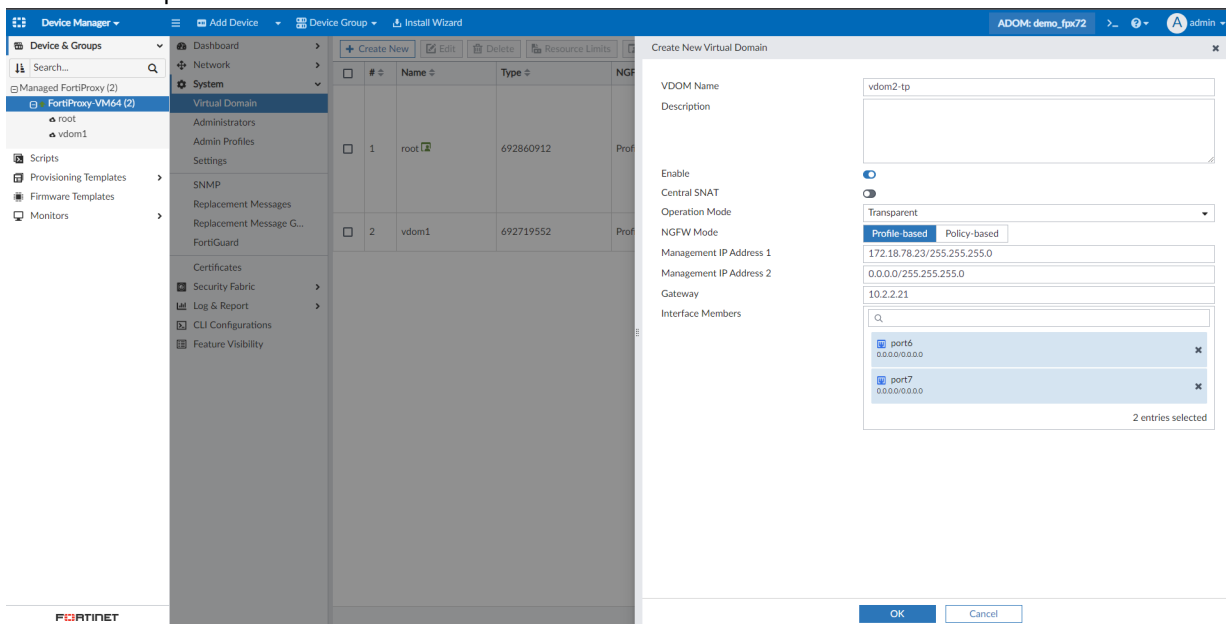 Device Manager
Add Device
Device Group
Install Wizard
ADOM: demo_fpx72
A admin
Device & Groups
Search...
Managed FortiProxy (2)
FortiProxy-VM64 (2)
root
vdom1
Scripts
Provisioning Templates
Firmware Templates
Monitors
FORTINET
Dashboard
Network
System
Virtual Domain
Administrators
Admin Profiles
Settings
SNMP
Replacement Messages
Replacement Message G...
FortiGuard
Certificates
Security Fabric
Log & Report
CLI Configurations
Feature Visibility
+ Create New Edit Delete Resource Limits
# Name Type NGF
1 root 692860912 Prof
2 vdom1 692719552 Prof
Create New Virtual Domain
VDOM Name vdom2-tp
Description
Enable
Central SNAT
Operation Mode Transparent
NGFW Mode Profile-based Policy-based
Management IP Address 1 172.18.78.23/255.255.255.0
Management IP Address 2 0.0.0.0/255.255.255.0
Gateway 10.2.2.21
Interface Members
port6
0.0.0.0/0.0.0.0
port7
0.0.0.0/0.0.0.0
2 entries selected
OK Cancel